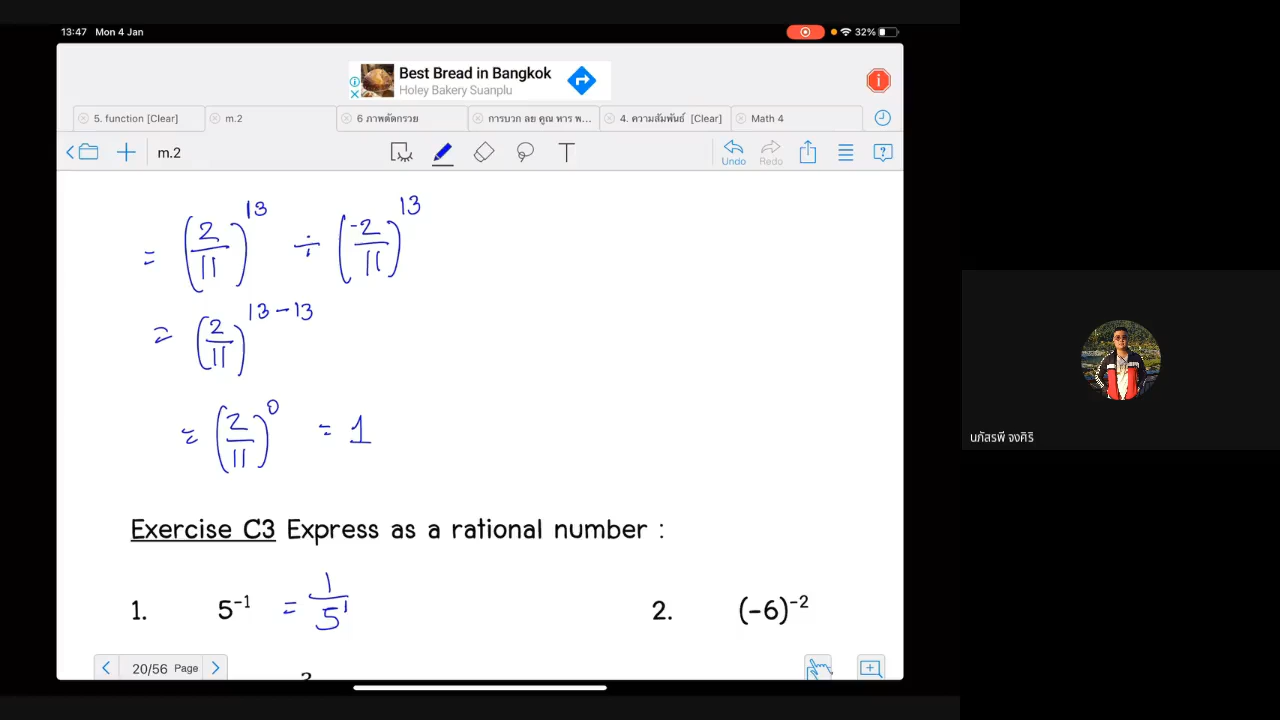 13:47 Mon 4 Jan
32%
Best Bread in Bangkok
Holey Bakery Suanplu
5. function [Clear]
m.2
6 ภาพตัดกรวย
การบวก ลย คูณ หาร พ...
4. ความสัมพันธ์ [Clear]
Math 4
m.2
T
Undo
Redo
= (2/11)^13 ÷ (-2/11)^13
= (2/11)^13-13
= (2/11)^0 = 1
Exercise C3 Express as a rational number :
1. 5^-1 = 1/5^1
2. (-6)^-2
20/56 Page
นภัสรพี จงศิริ